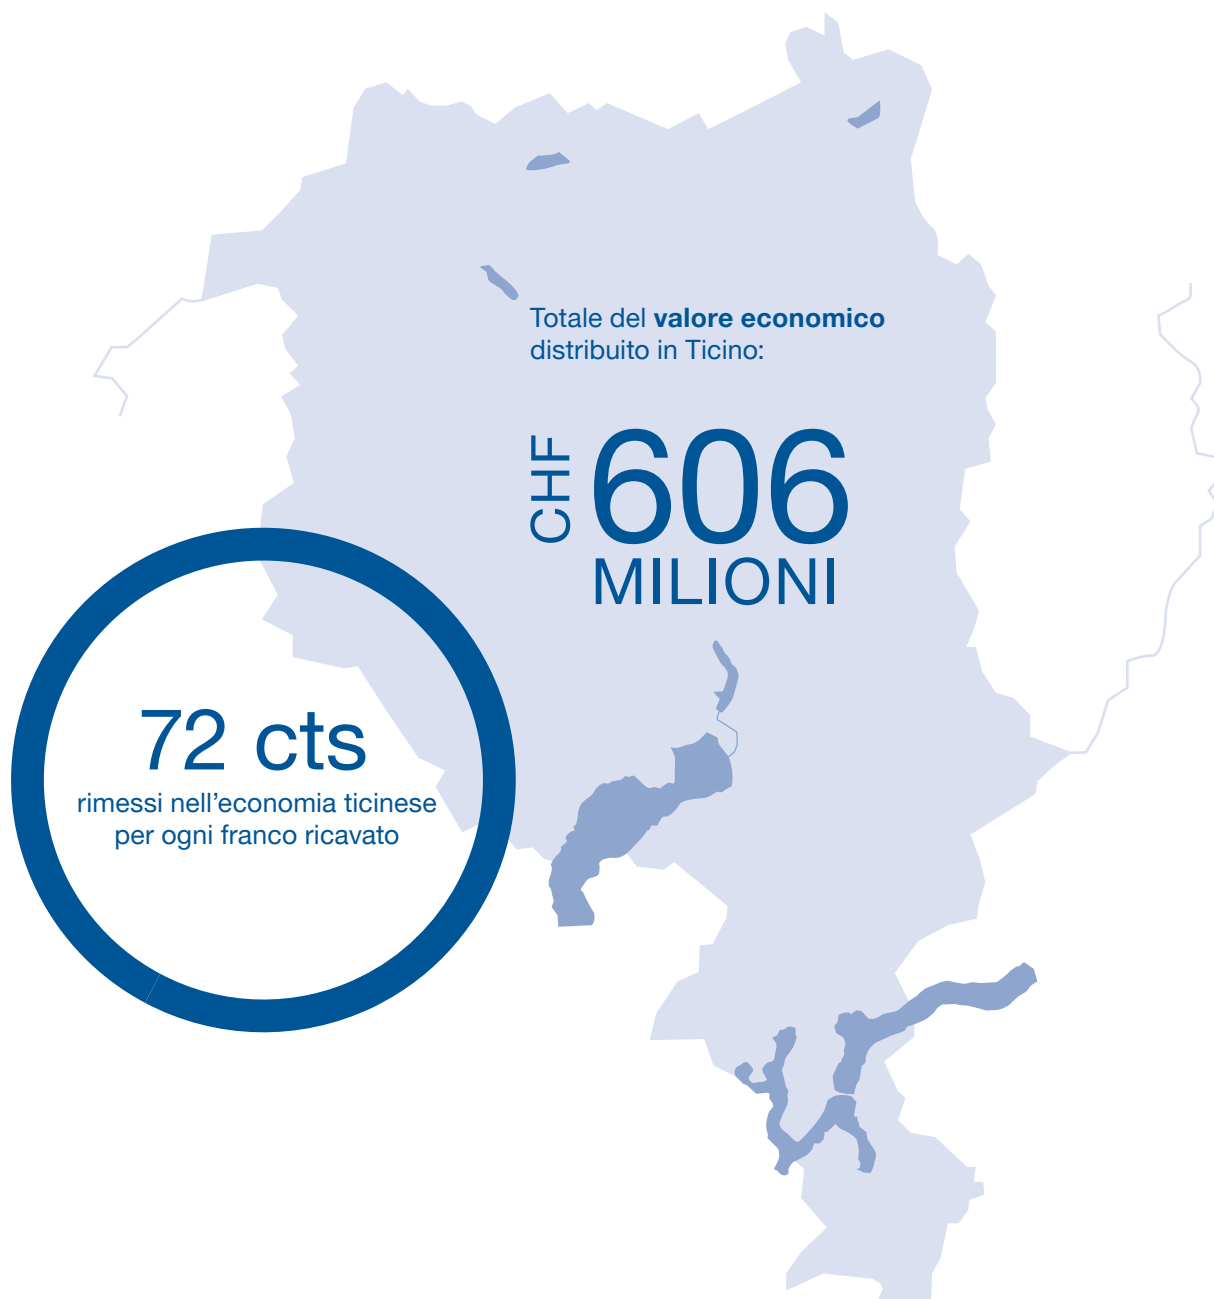 Totale del valore economico
distribuito in Ticino:
CHF 606
MILIONI
72 cts
rimessi nell’economia ticinese
per ogni franco ricavato